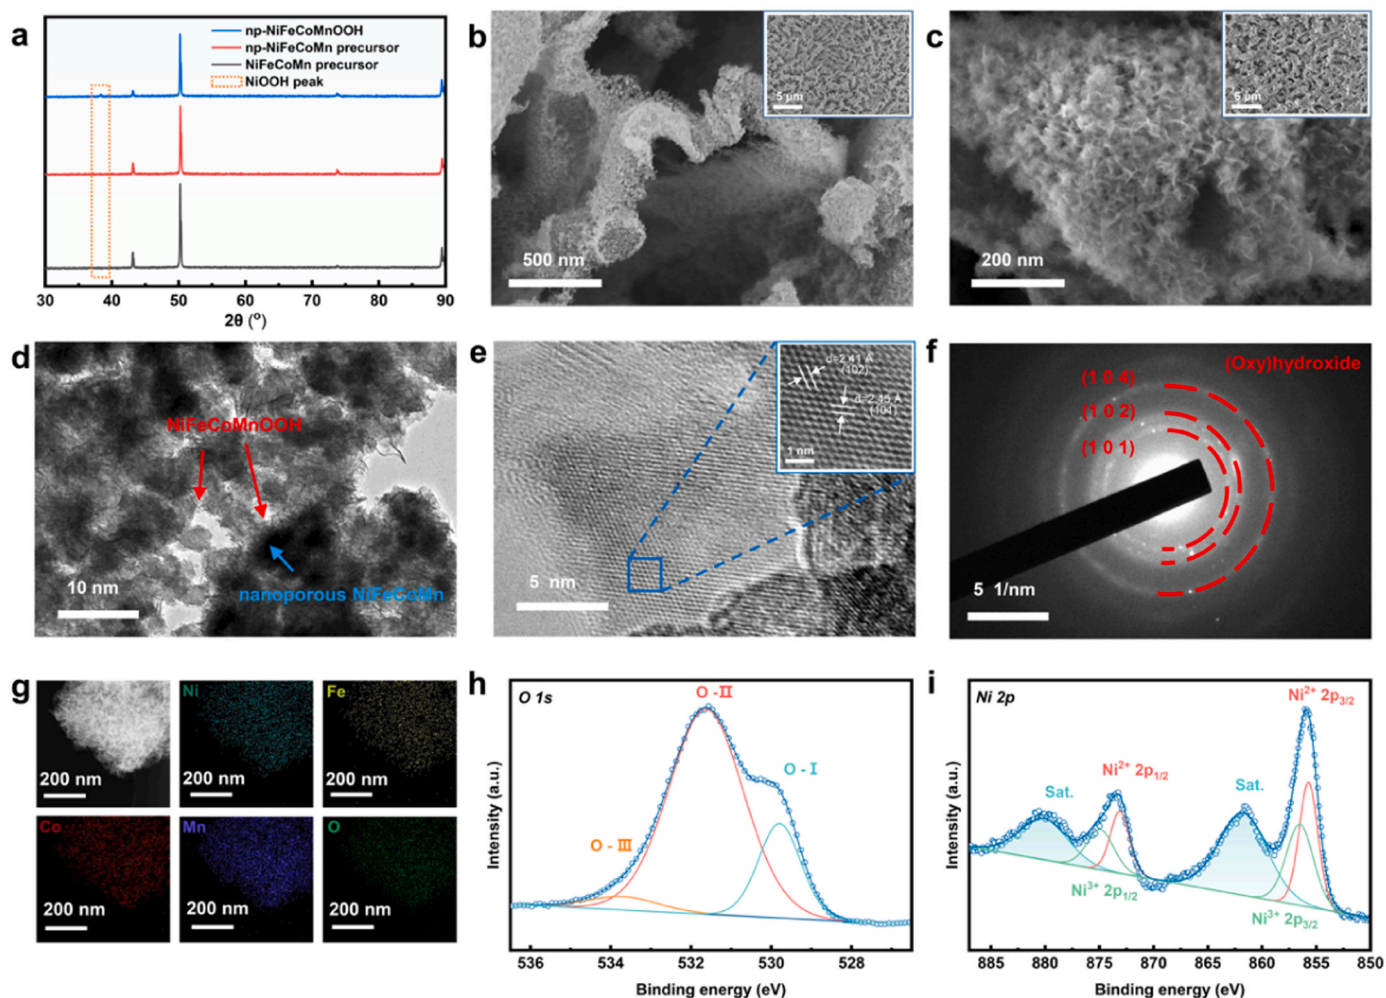 a
np-NiFeCoMnOOH
np-NiFeCoMn precursor
NiFeCoMn precursor
NiOOH peak
30 40 50 60 70 80 90
2θ (°)
b
5 μm
500 nm
c
5 μm
200 nm
d
NiFeCoMnOOH
nanoporous NiFeCoMn
10 nm
e
d=2.41 Å
(102)
d=2.45 Å
(101)
1 nm
5 nm
f
(Oxy)hydroxide
(1 0 4)
(1 0 2)
(1 0 1)
5 1/nm
g
200 nm
Ni
200 nm
Fe
200 nm
Co
200 nm
Mn
200 nm
O
200 nm
h
O 1s
O - II
O - I
O - III
Intensity (a.u.)
536 534 532 530 528
Binding energy (eV)
i
Ni 2p
Ni²⁺ 2p₃/₂
Ni²⁺ 2p₁/₂
Sat.
Sat.
Ni³⁺ 2p₁/₂
Ni³⁺ 2p₃/₂
Intensity (a.u.)
885 880 875 870 865 860 855 850
Binding energy (eV)